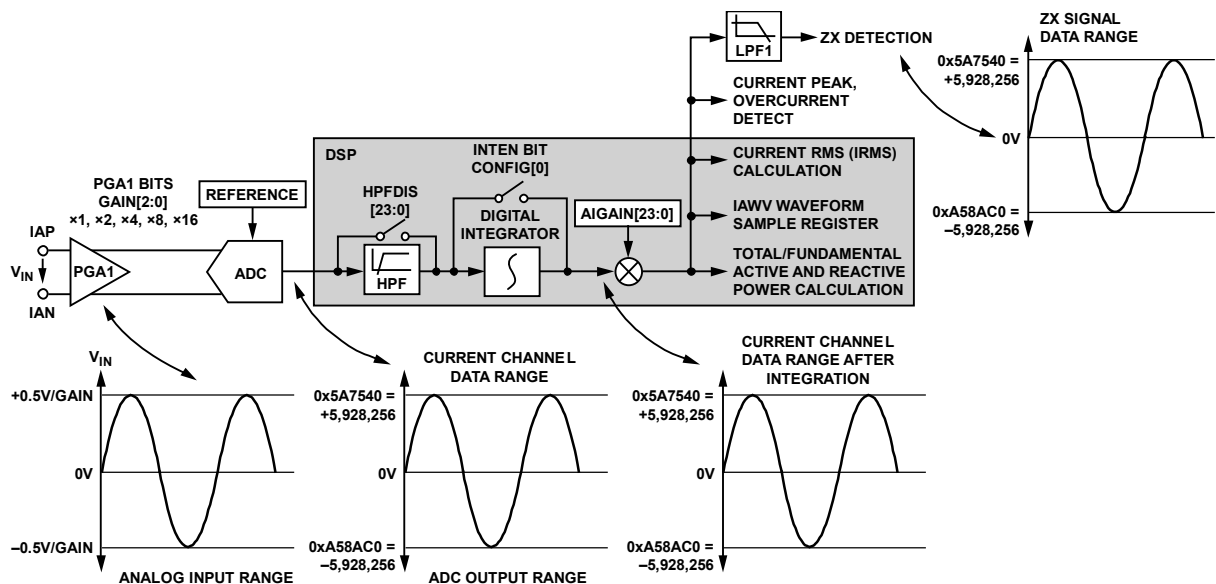 ZX SIGNAL
DATA RANGE
0x5A7540 =
+5,928,256
0V
0xA58AC0 =
–5,928,256
LPF1
ZX DETECTION
CURRENT PEAK,
OVERCURRENT
DETECT
DSP
PGA1 BITS
GAIN[2:0]
×1, ×2, ×4, ×8, ×16
REFERENCE
HPFDIS
[23:0]
INTEN BIT
CONFIG[0]
DIGITAL
INTEGRATOR
AIGAIN[23:0]
CURRENT RMS (IRMS)
CALCULATION
IAWV WAVEFORM
SAMPLE REGISTER
TOTAL/FUNDAMENTAL
ACTIVE AND REACTIVE
POWER CALCULATION
IAP
VIN
IAN
PGA1
ADC
HPF
VIN
+0.5V/GAIN
0V
–0.5V/GAIN
ANALOG INPUT RANGE
CURRENT CHANNEL
DATA RANGE
0x5A7540 =
+5,928,256
0V
0xA58AC0 =
–5,928,256
ADC OUTPUT RANGE
CURRENT CHANNEL
DATA RANGE AFTER
INTEGRATION
0x5A7540 =
+5,928,256
0V
0xA58AC0 =
–5,928,256